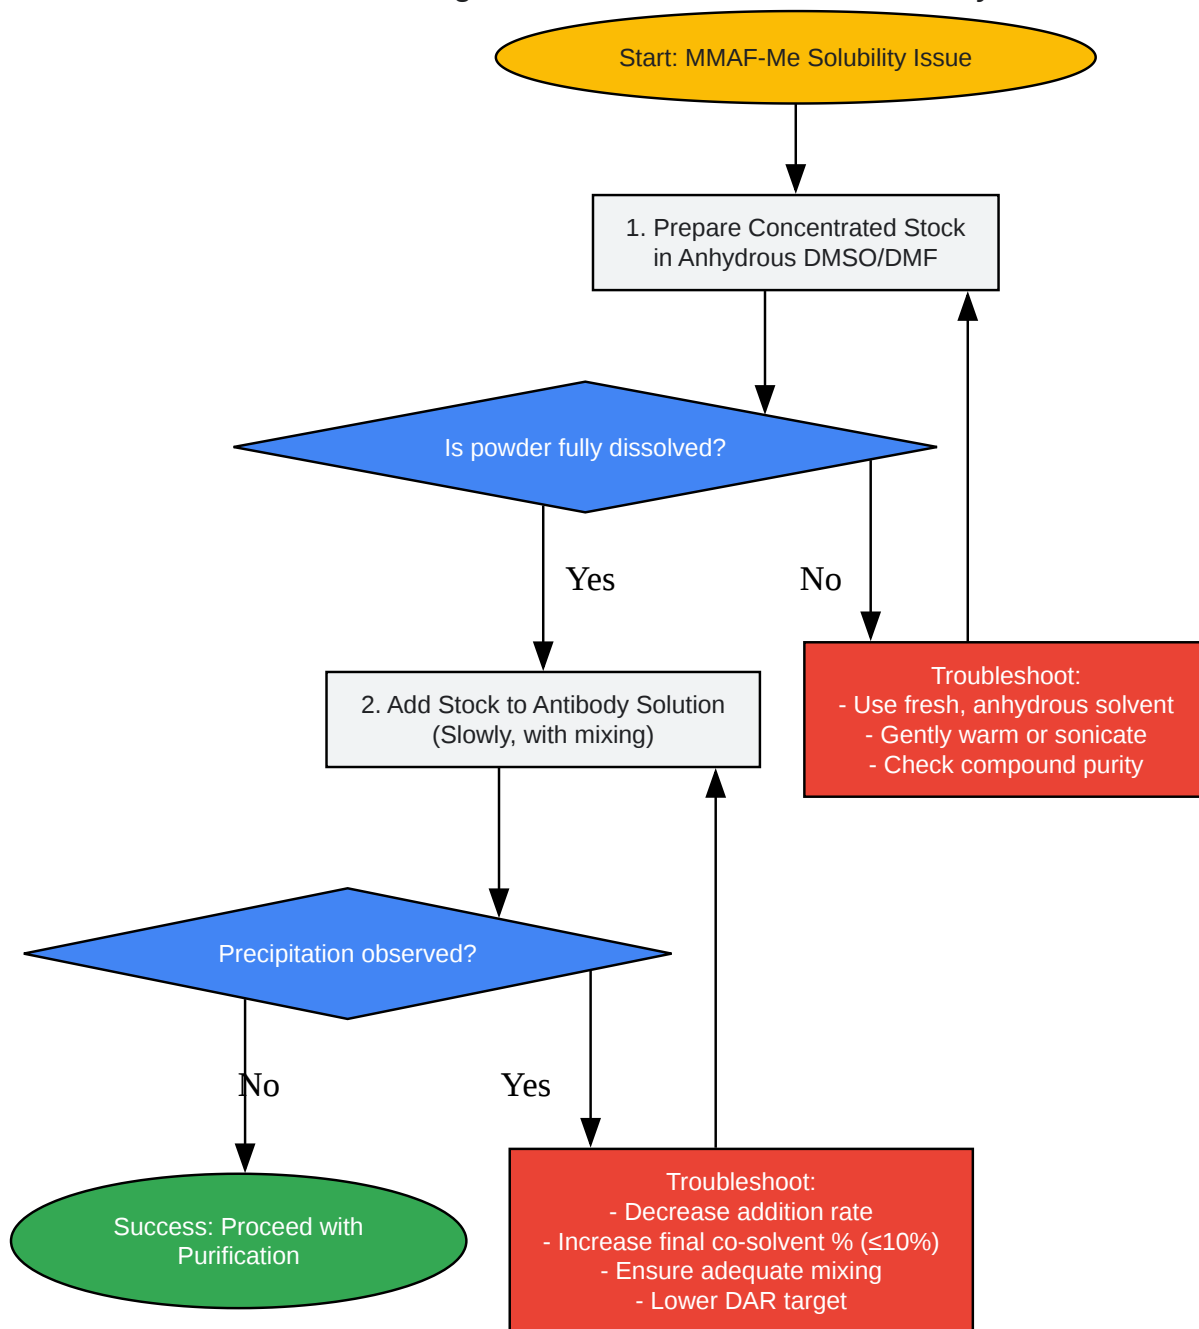 Start: MMAF-Me Solubility Issue
1. Prepare Concentrated Stock
in Anhydrous DMSO/DMF
Is powder fully dissolved?
Yes
No
Troubleshoot:
- Use fresh, anhydrous solvent
- Gently warm or sonicate
- Check compound purity
2. Add Stock to Antibody Solution
(Slowly, with mixing)
Precipitation observed?
No
Yes
Troubleshoot:
- Decrease addition rate
- Increase final co-solvent % (≤10%)
- Ensure adequate mixing
- Lower DAR target
Success: Proceed with
Purification